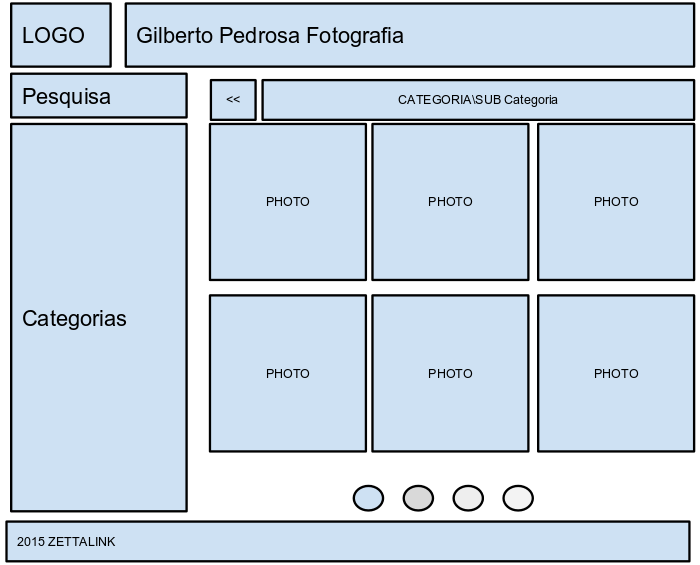 LOGO
Gilberto Pedrosa Fotografia
Pesquisa
<<
CATEGORIA\SUB Categoria
Categorias
PHOTO
PHOTO
PHOTO
PHOTO
PHOTO
PHOTO
2015 ZETTALINK